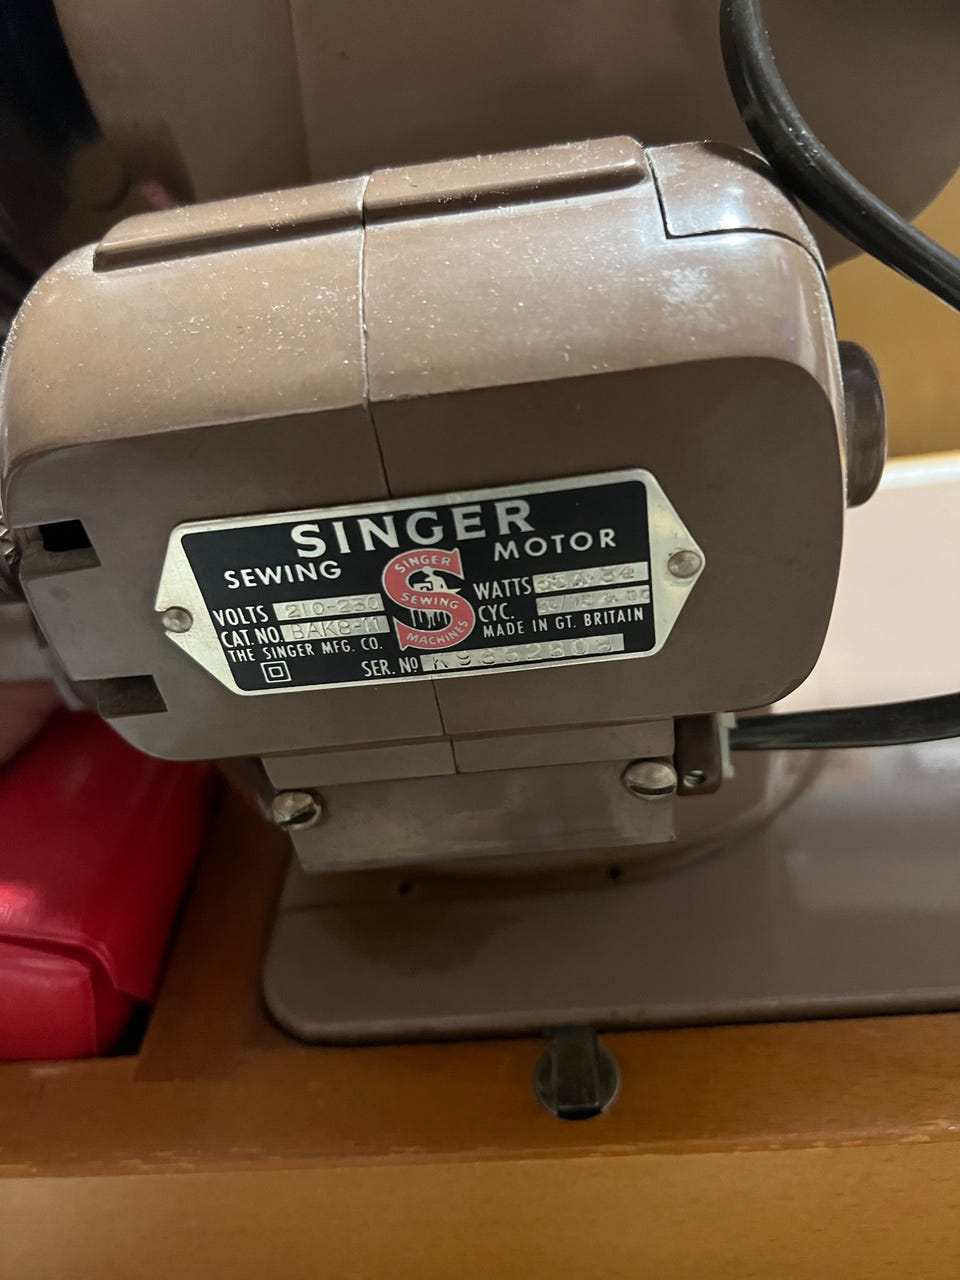 SINGER
SEWING MOTOR
SINGER
SEWING
MACHINES
VOLTS 210-230
CAT. NO. BAK8-11
THE SINGER MFG. CO.
WATTS
CYC.
MADE IN GT. BRITAIN
SER. Nº